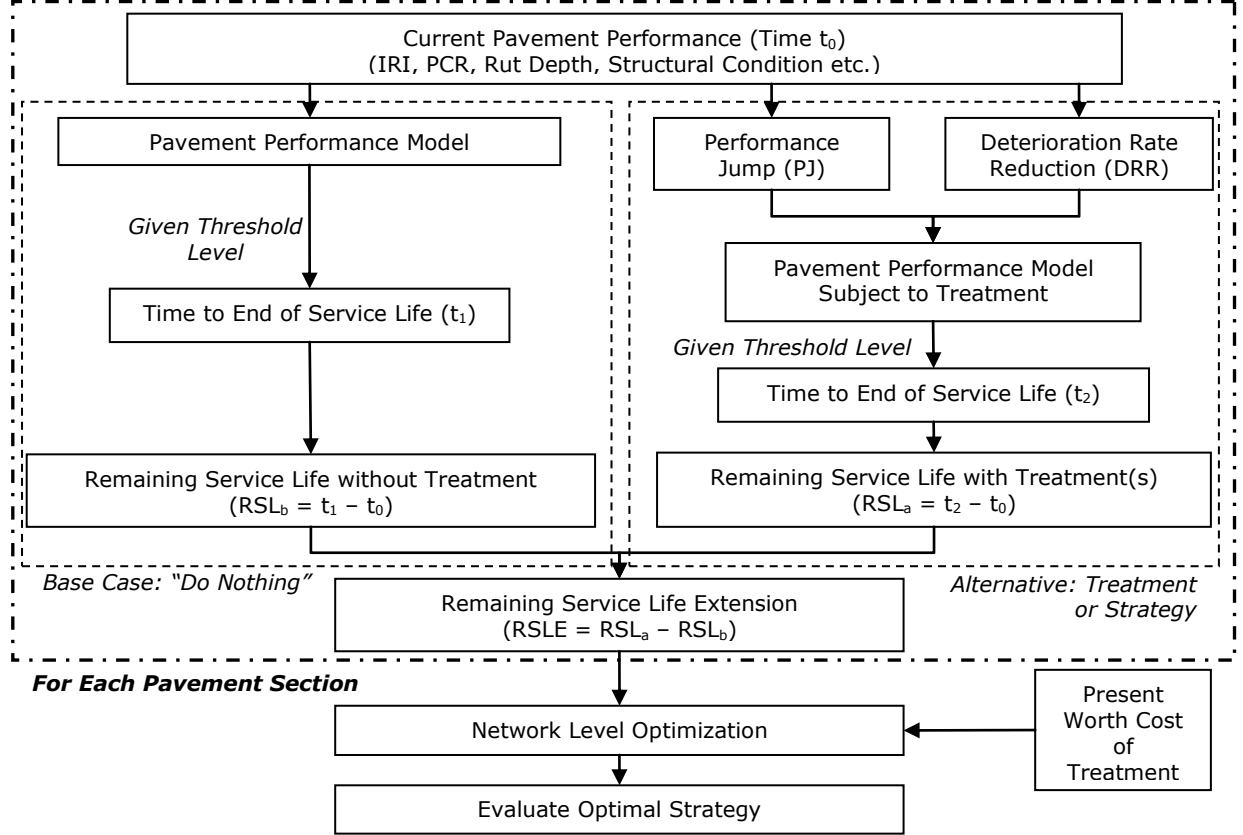 Current Pavement Performance (Time t₀)
(IRI, PCR, Rut Depth, Structural Condition etc.)
Pavement Performance Model
Given Threshold
Level
Time to End of Service Life (t₁)
Remaining Service Life without Treatment
(RSL_b = t₁ – t₀)
Base Case: "Do Nothing"
Performance
Jump (PJ)
Deterioration Rate
Reduction (DRR)
Pavement Performance Model
Subject to Treatment
Given Threshold Level
Time to End of Service Life (t₂)
Remaining Service Life with Treatment(s)
(RSLₐ = t₂ – t₀)
Alternative: Treatment
or Strategy
Remaining Service Life Extension
(RSLE = RSLₐ – RSL_b)
For Each Pavement Section
Network Level Optimization
Present
Worth Cost
of
Treatment
Evaluate Optimal Strategy